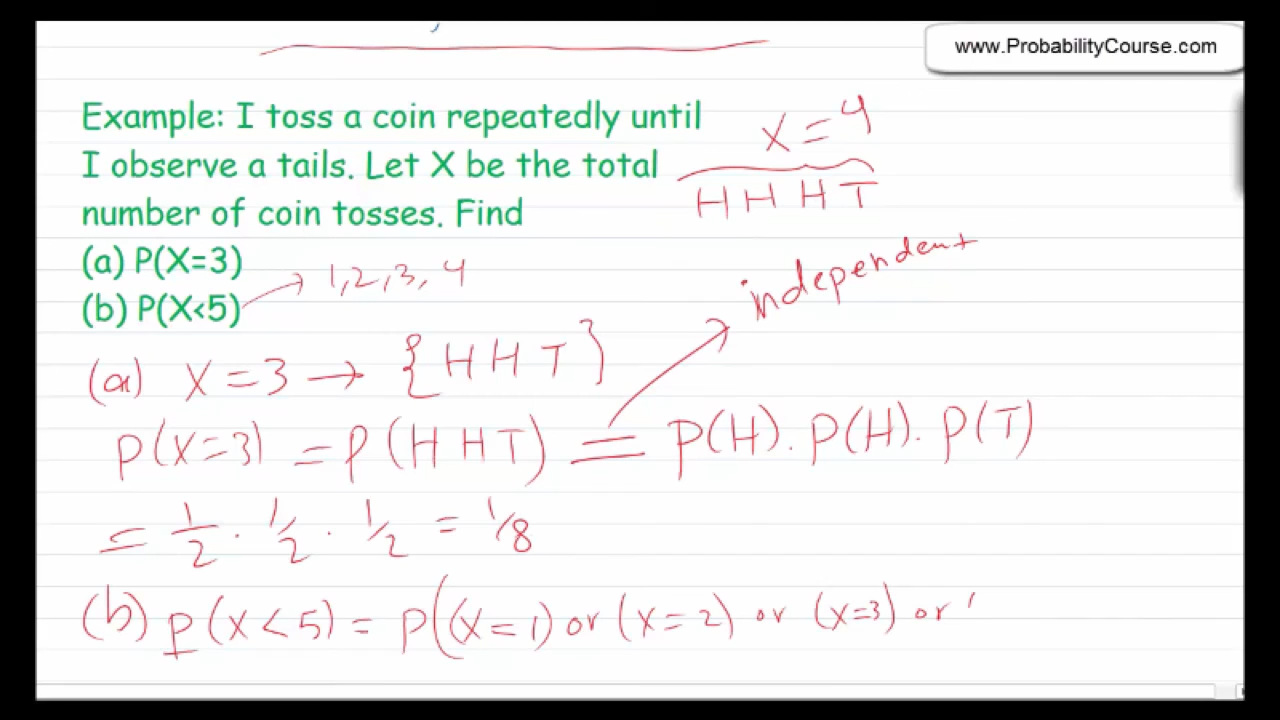 www.ProbabilityCourse.com
Example: I toss a coin repeatedly until
I observe a tails. Let X be the total
number of coin tosses. Find
(a) P(X=3)
(b) P(X<5)
X = 4
H H H T
1, 2, 3, 4
independent
(a) X = 3 → { H H T }
P(X=3) = P(H H T) = P(H). P(H). P(T)
= 1/2 . 1/2 . 1/2 = 1/8
(b) P(X<5) = P((X=1) or (X=2) or (X=3) or